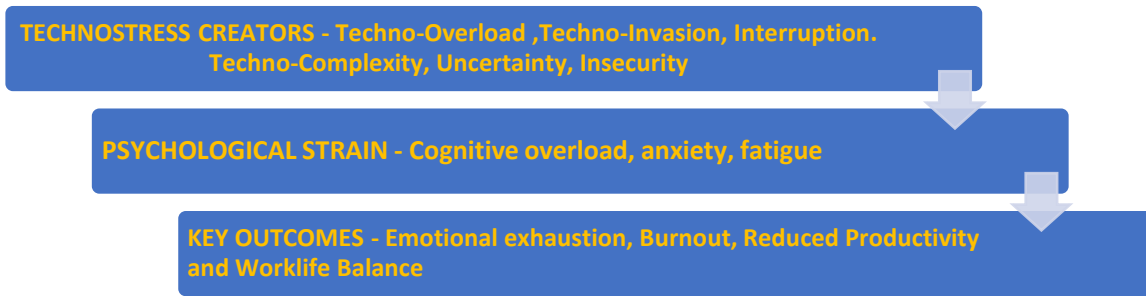 TECHNOSTRESS CREATORS - Techno-Overload ,Techno-Invasion, Interruption.
Techno-Complexity, Uncertainty, Insecurity
PSYCHOLOGICAL STRAIN - Cognitive overload, anxiety, fatigue
KEY OUTCOMES - Emotional exhaustion, Burnout, Reduced Productivity
and Worklife Balance